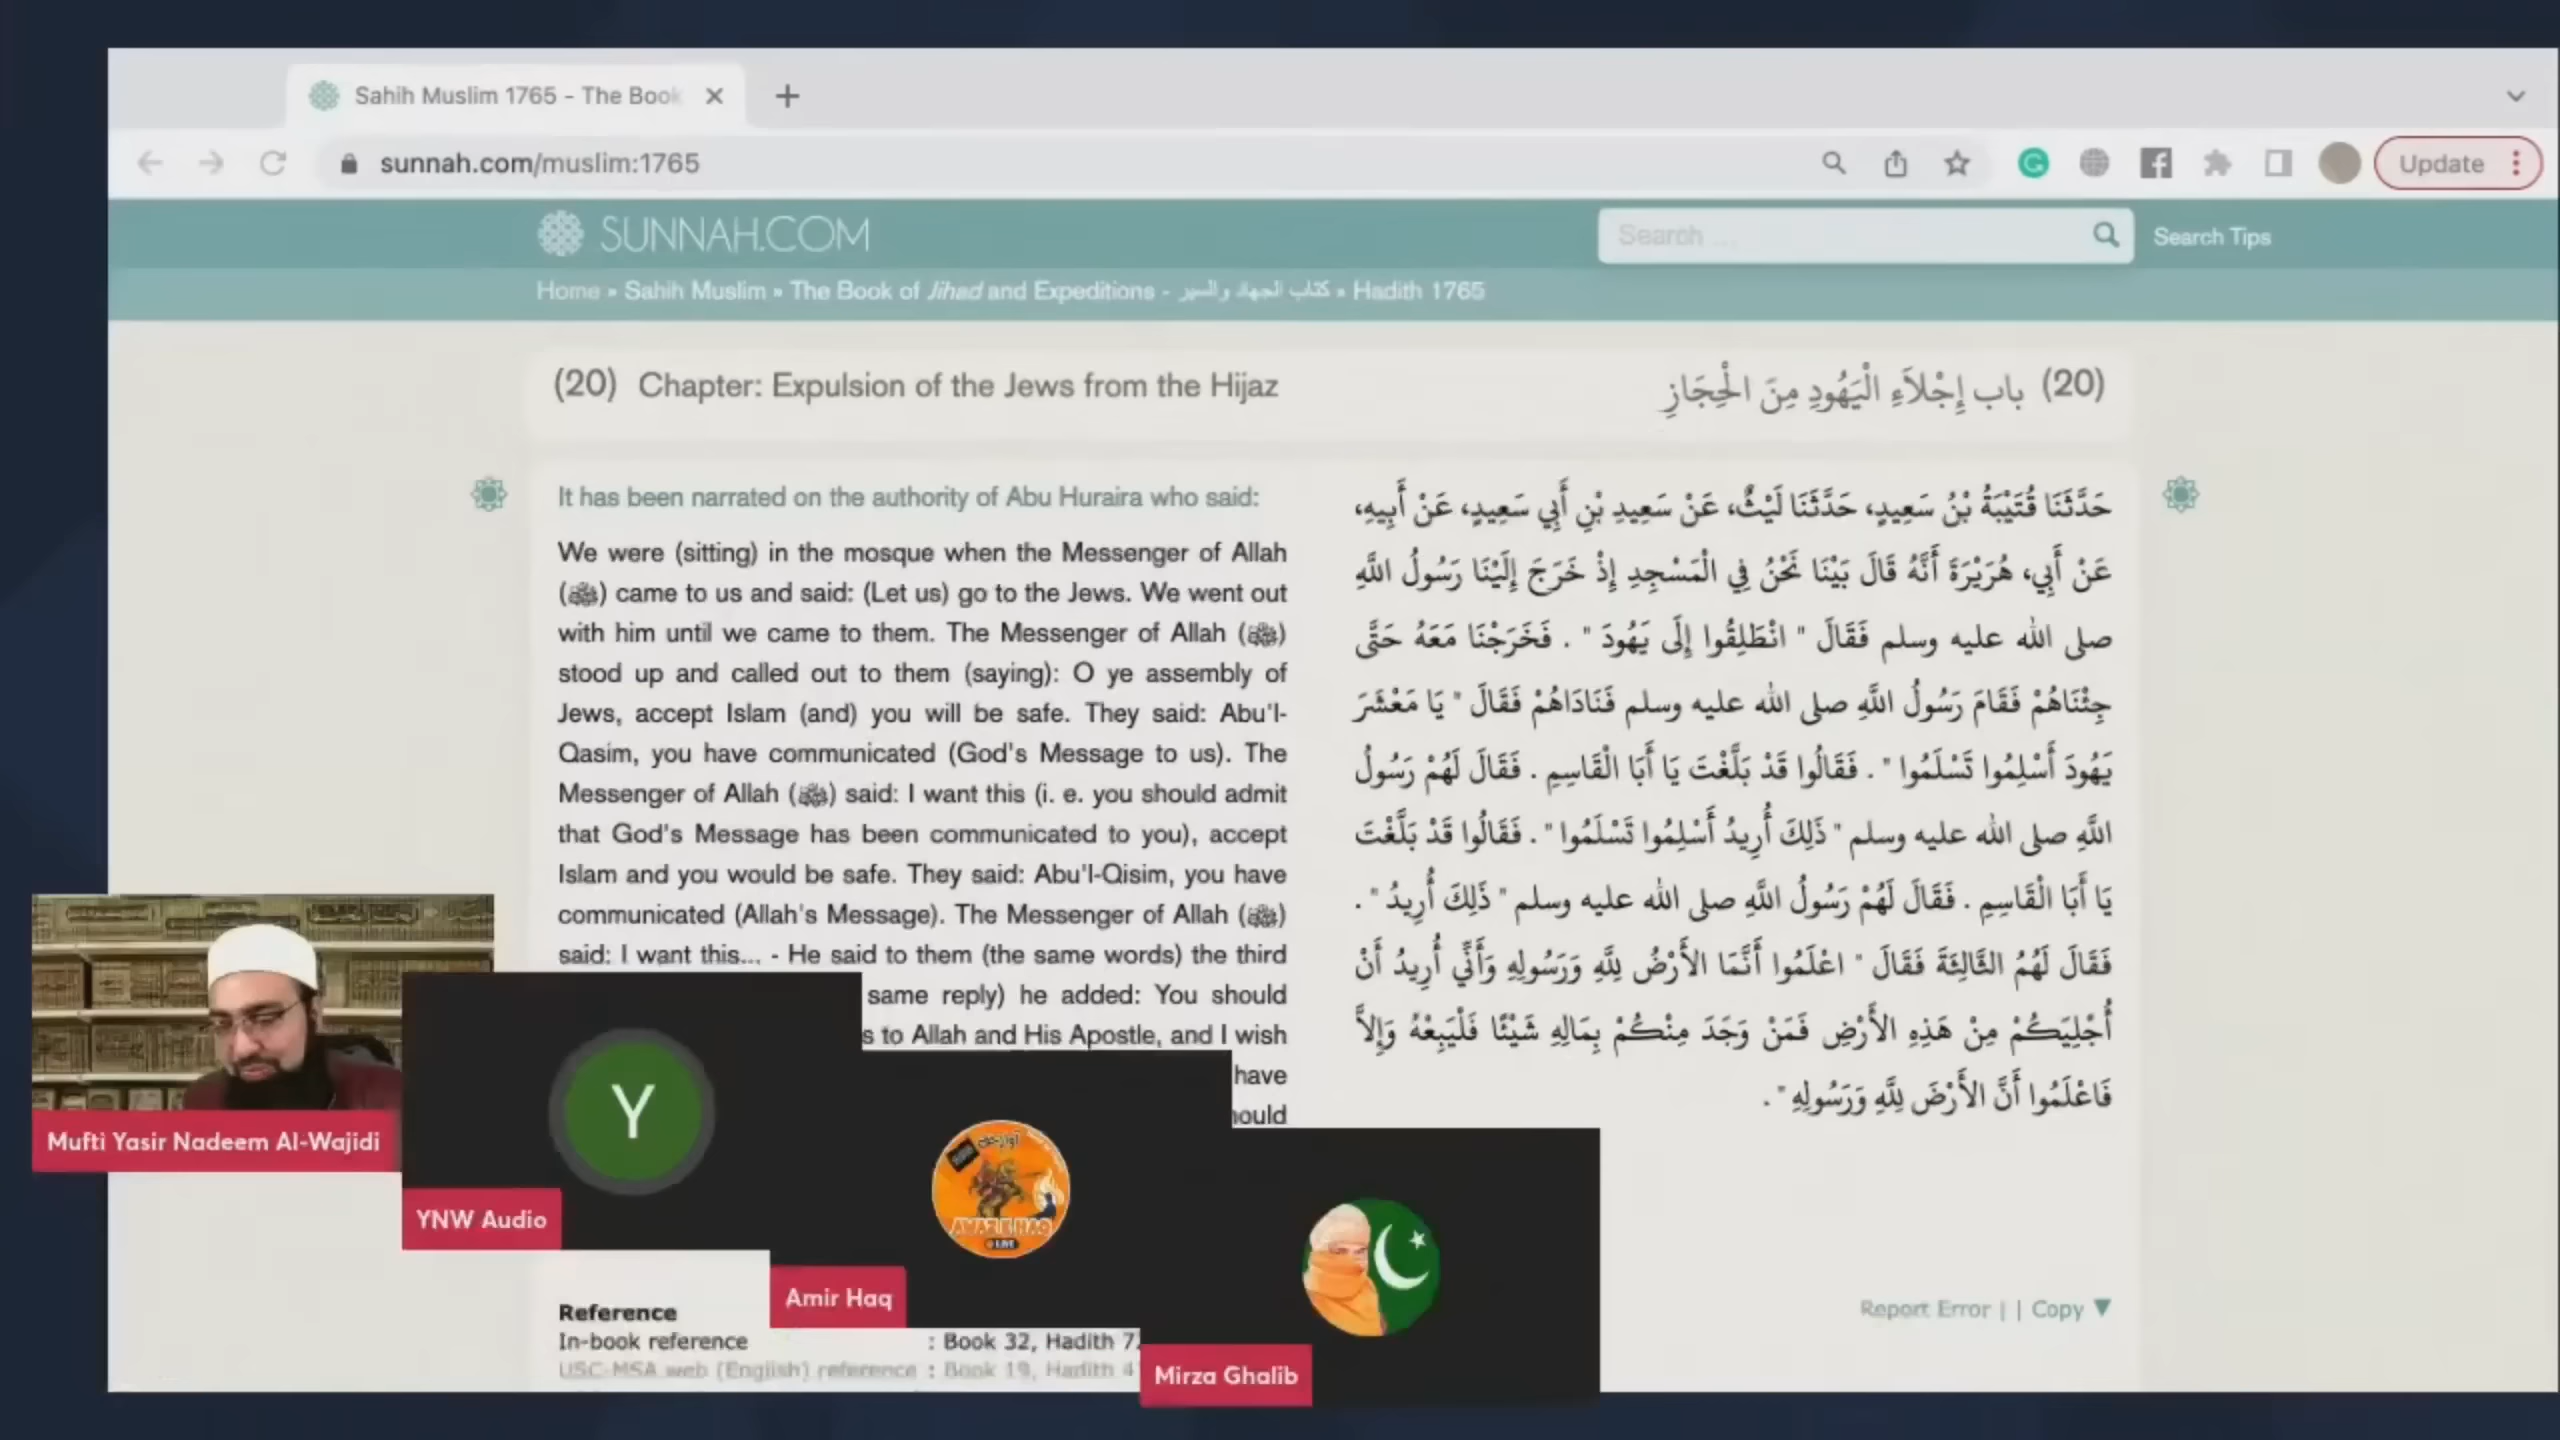 Sahih Muslim 1765 - The Book
sunnah.com/muslim:1765
Update
SUNNAH.COM
Search ...
Search Tips
Home » Sahih Muslim » The Book of Jihad and Expeditions - كتاب الجهاد والسير » Hadith 1765
(20) Chapter: Expulsion of the Jews from the Hijaz
(20) باب إِجْلاَءِ الْيَهُودِ مِنَ الْحِجَازِ
It has been narrated on the authority of Abu Huraira who said:
We were (sitting) in the mosque when the Messenger of Allah
(ﷺ) came to us and said: (Let us) go to the Jews. We went out
with him until we came to them. The Messenger of Allah (ﷺ)
stood up and called out to them (saying): O ye assembly of
Jews, accept Islam (and) you will be safe. They said: Abu'l-
Qasim, you have communicated (God's Message to us). The
Messenger of Allah (ﷺ) said: I want this (i. e. you should admit
that God's Message has been communicated to you), accept
Islam and you would be safe. They said: Abu'l-Qisim, you have
communicated (Allah's Message). The Messenger of Allah (ﷺ)
said: I want this... - He said to them (the same words) the third
same reply) he added: You should
s to Allah and His Apostle, and I wish
have
hould
حَدَّثَنَا قُتَيْبَةُ بْنُ سَعِيدٍ، حَدَّثَنَا لَيْثٌ، عَنْ سَعِيدِ بْنِ أَبِي سَعِيدٍ، عَنْ أَبِيهِ،
عَنْ أَبِي، هُرَيْرَةَ أَنَّهُ قَالَ بَيْنَا نَحْنُ فِي الْمَسْجِدِ إِذْ خَرَجَ إِلَيْنَا رَسُولُ اللَّهِ
صلى الله عليه وسلم فَقَالَ " انْطَلِقُوا إِلَى يَهُودَ " . فَخَرَجْنَا مَعَهُ حَتَّى
جِئْنَاهُمْ فَقَامَ رَسُولُ اللَّهِ صلى الله عليه وسلم فَنَادَاهُمْ فَقَالَ " يَا مَعْشَرَ
يَهُودَ أَسْلِمُوا تَسْلَمُوا " . فَقَالُوا قَدْ بَلَّغْتَ يَا أَبَا الْقَاسِمِ . فَقَالَ لَهُمْ رَسُولُ
اللَّهِ صلى الله عليه وسلم " ذَلِكَ أُرِيدُ أَسْلِمُوا تَسْلَمُوا " . فَقَالُوا قَدْ بَلَّغْتَ
يَا أَبَا الْقَاسِمِ . فَقَالَ لَهُمْ رَسُولُ اللَّهِ صلى الله عليه وسلم " ذَلِكَ أُرِيدُ " .
فَقَالَ لَهُمُ الثَّالِثَةَ فَقَالَ " اعْلَمُوا أَنَّمَا الأَرْضُ لِلَّهِ وَرَسُولِهِ وَأَنِّي أُرِيدُ أَنْ
أُجْلِيَكُمْ مِنْ هَذِهِ الأَرْضِ فَمَنْ وَجَدَ مِنْكُمْ بِمَالِهِ شَيْئًا فَلْيَبِعْهُ وَإِلاَّ
فَاعْلَمُوا أَنَّ الأَرْضَ لِلَّهِ وَرَسُولِهِ " .
Mufti Yasir Nadeem Al-Wajidi
Y
YNW Audio
AWAZ E HAQ
LIVE
Amir Haq
Mirza Ghalib
Report Error | | Copy ▼
Reference
In-book reference : Book 32, Hadith 7
USC-MSA web (English) reference : Book 19, Hadith 4